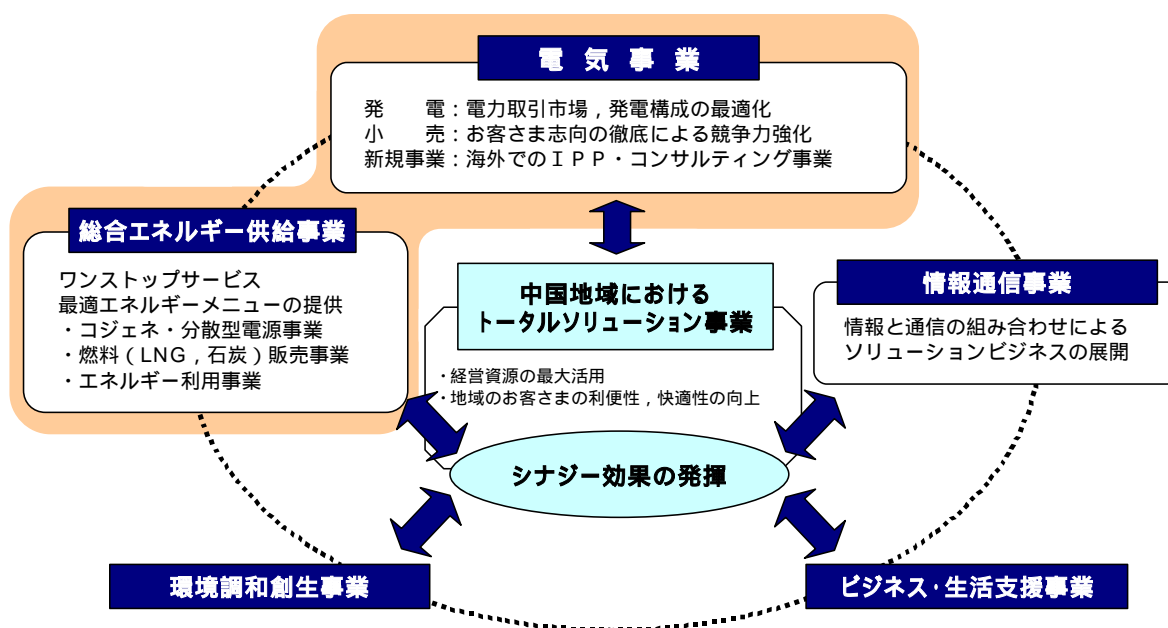 電 気 事 業
発　　電：電力取引市場，発電構成の最適化
小　　売：お客さま志向の徹底による競争力強化
新規事業：海外でのＩＰＰ・コンサルティング事業
総合エネルギー供給事業
ワンストップサービス
最適エネルギーメニューの提供
・コジェネ・分散型電源事業
・燃料（LNG，石炭）販売事業
・エネルギー利用事業
中国地域における
トータルソリューション事業
・経営資源の最大活用
・地域のお客さまの利便性，快適性の向上
シナジー効果の発揮
情報通信事業
情報と通信の組み合わせによる
ソリューションビジネスの展開
環境調和創生事業
ビジネス・生活支援事業